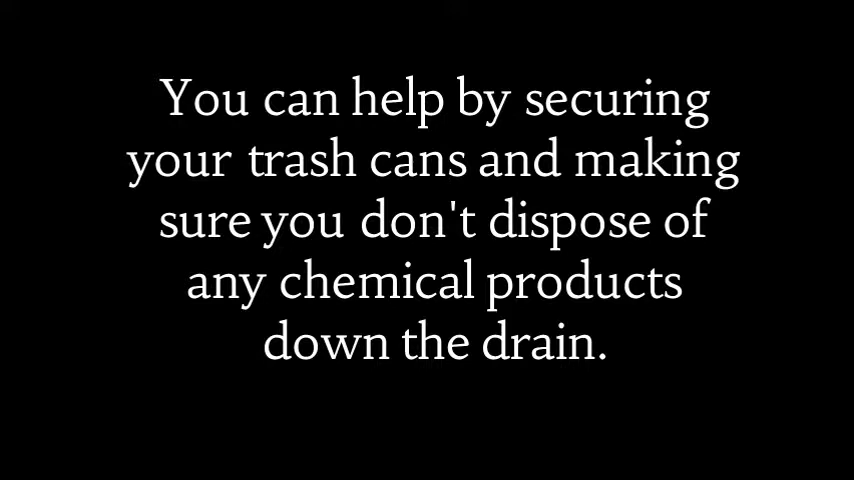 You can help by securing
your trash cans and making
sure you don't dispose of
any chemical products
down the drain.